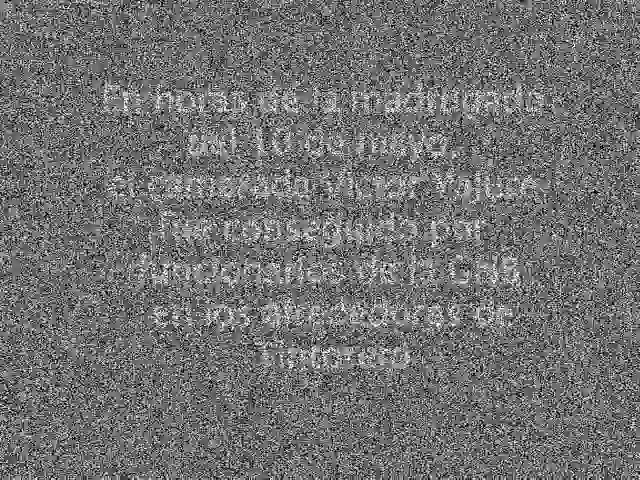 En horas de la madrugada
del 10 de mayo,
el camarada Víctor
fue conseguido por
funcionarios de la GNB
en los alrededores de